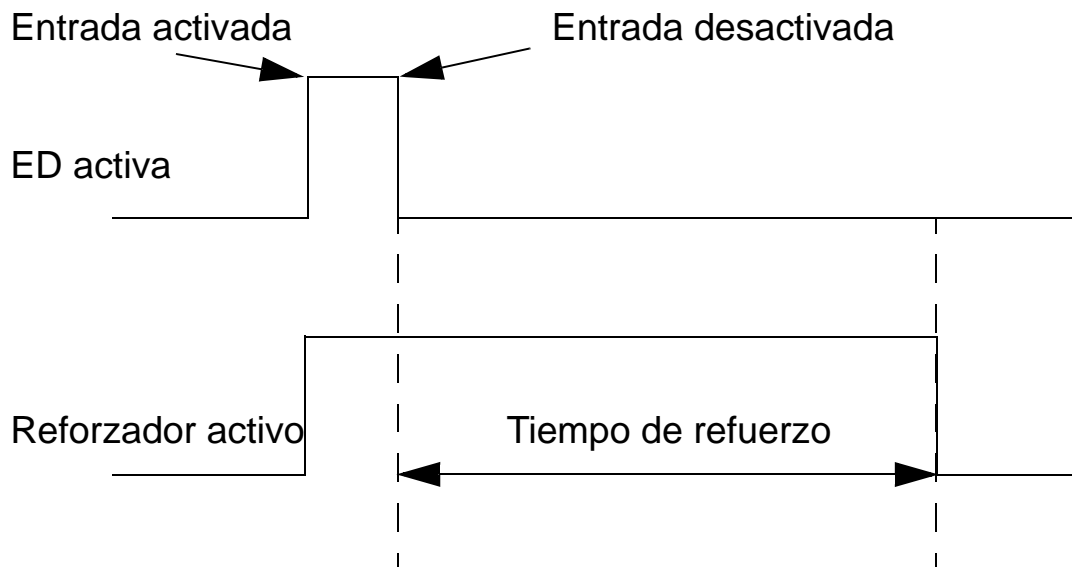 Entrada activada
Entrada desactivada
ED activa
Reforzador activo
Tiempo de refuerzo